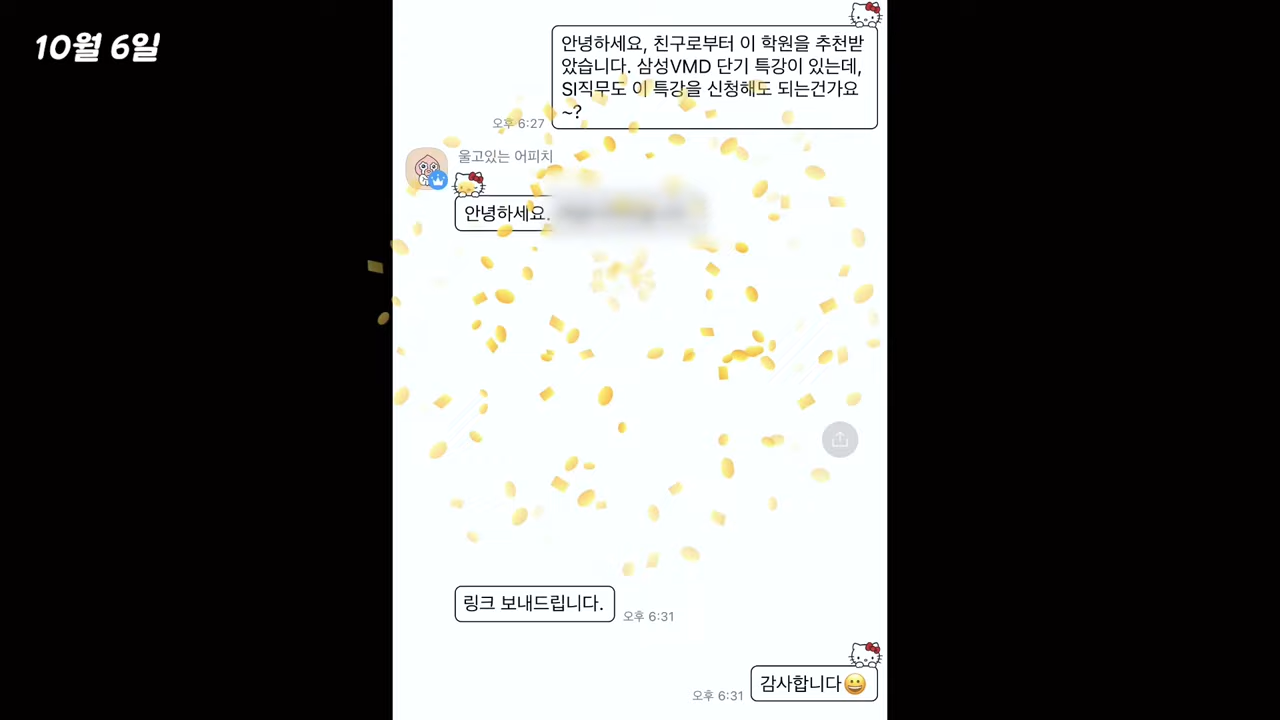 10월 6일
안녕하세요, 친구로부터 이 학원을 추천받
았습니다. 삼성VMD 단기 특강이 있는데,
SI직무도 이 특강을 신청해도 되는건가요
~?
오후 6:27
울고있는 어피치
안녕하세요.
링크 보내드립니다.
오후 6:31
감사합니다😀
오후 6:31